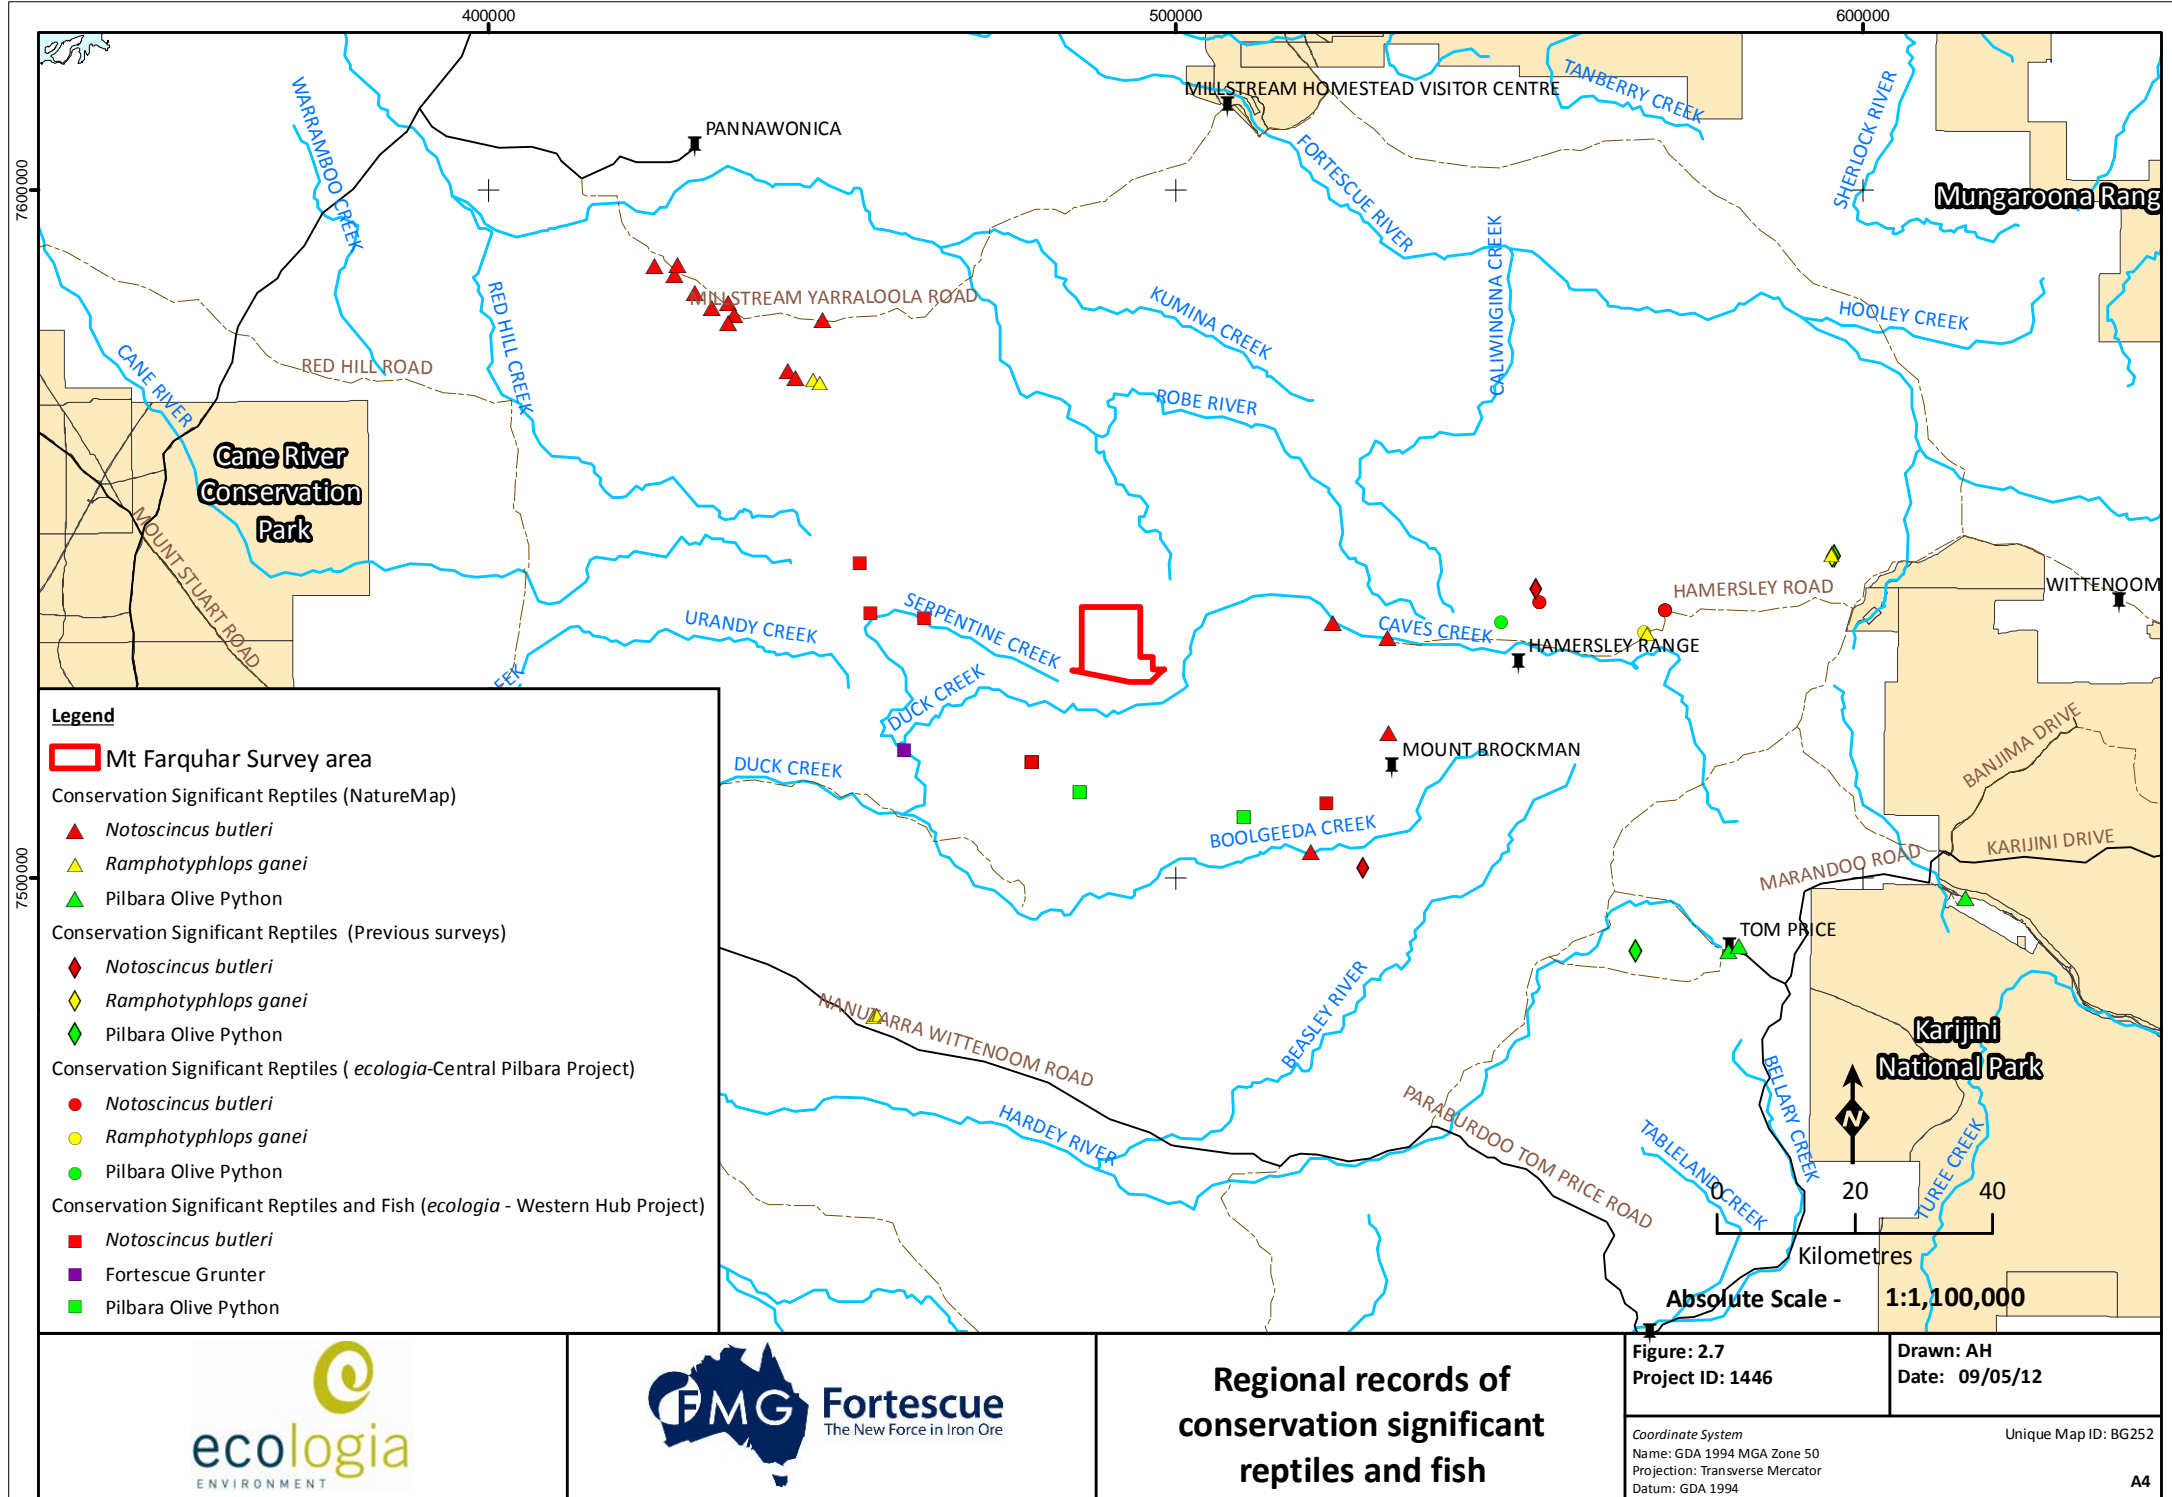 400000
500000
600000
7600000
7500000
WARRAMBOO CREEK
PANNAWONICA
MILLSTREAM HOMESTEAD VISITOR CENTRE
TANBERRY CREEK
SHERLOCK RIVER
FORTESCUE RIVER
Mungaroona Rang
CALIWINGINA CREEK
MILLSTREAM YARRALOOLA ROAD
RED HILL CREEK
KUMINA CREEK
HOOLEY CREEK
CANE RIVER
RED HILL ROAD
ROBE RIVER
Cane River
Conservation
Park
MOUNT STUART ROAD
URANDY CREEK
SERPENTINE CREEK
CAVES CREEK
HAMERSLEY ROAD
WITTENOOM
HAMERSLEY RANGE
EEK
DUCK CREEK
DUCK CREEK
MOUNT BROCKMAN
BANJIMA DRIVE
BOOLGEEDA CREEK
KARIJINI DRIVE
MARANDOO ROAD
TOM PRICE
BEASLEY RIVER
NANUTARRA WITTENOOM ROAD
Karijini
National Park
HARDEY RIVER
PARABURDOO TOM PRICE ROAD
BELLARY CREEK
TABLELAND CREEK
TUREE CREEK
N
0 20 40
Kilometres
Absolute Scale - 1:1,100,000
Legend
Mt Farquhar Survey area
Conservation Significant Reptiles (NatureMap)
Notoscincus butleri
Ramphotyphlops ganei
Pilbara Olive Python
Conservation Significant Reptiles (Previous surveys)
Notoscincus butleri
Ramphotyphlops ganei
Pilbara Olive Python
Conservation Significant Reptiles ( ecologia-Central Pilbara Project)
Notoscincus butleri
Ramphotyphlops ganei
Pilbara Olive Python
Conservation Significant Reptiles and Fish (ecologia - Western Hub Project)
Notoscincus butleri
Fortescue Grunter
Pilbara Olive Python
ecologia
ENVIRONMENT
FMG Fortescue
The New Force in Iron Ore
Regional records of
conservation significant
reptiles and fish
Figure: 2.7
Project ID: 1446
Drawn: AH
Date: 09/05/12
Coordinate System
Name: GDA 1994 MGA Zone 50
Projection: Transverse Mercator
Datum: GDA 1994
Unique Map ID: BG252
A4